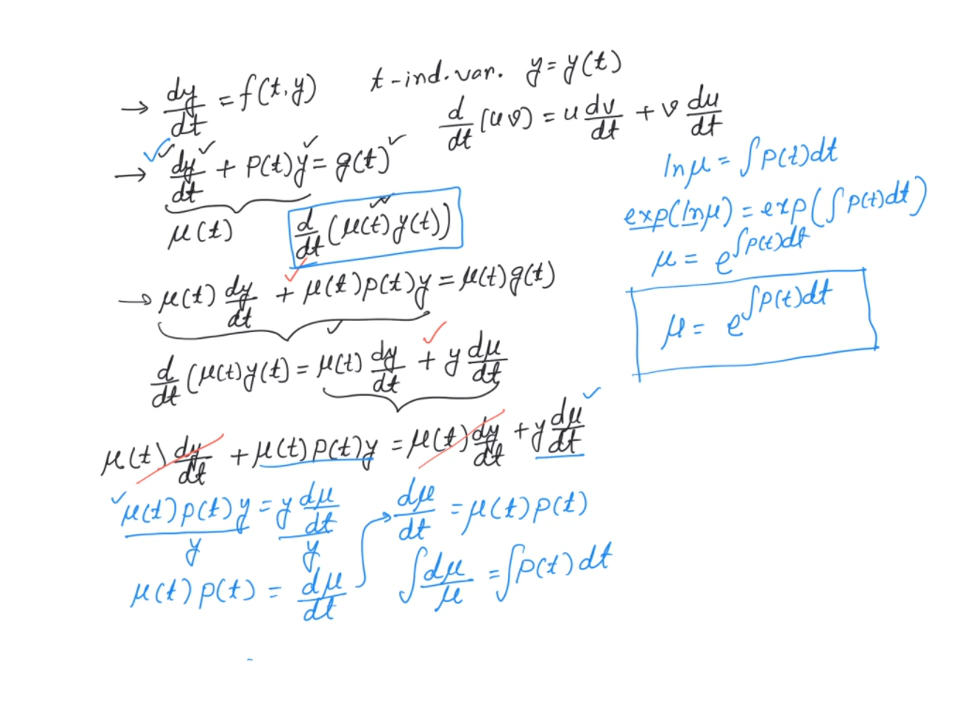 → dy/dt = f(t,y)   t-ind. var.  y = y(t)
d/dt (uv) = u dv/dt + v du/dt
→ dy/dt + P(t)y = g(t)
μ(t)   d/dt (μ(t)y(t))
→ μ(t) dy/dt + μ(t)p(t)y = μ(t)g(t)
d/dt (μ(t)y(t) = μ(t) dy/dt + y dμ/dt
μ(t) dy/dt + μ(t)P(t)y = μ(t) dy/dt + y dμ/dt
μ(t)p(t)y/y = y dμ/dt/y
μ(t)p(t) = dμ/dt
→ dμ/dt = μ(t)p(t)
∫dμ/μ = ∫P(t)dt
lnμ = ∫P(t)dt
exp(lnμ) = exp(∫P(t)dt)
μ = e^∫P(t)dt
μ = e^∫P(t)dt